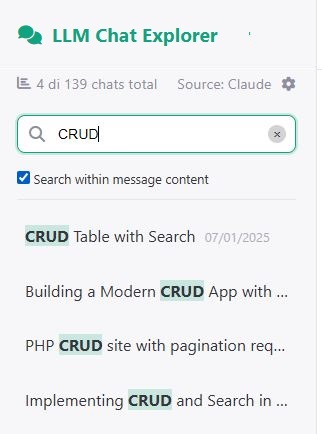 LLM Chat Explorer
4 di 139 chats total Source: Claude
CRUD
Search within message content
CRUD Table with Search 07/01/2025
Building a Modern CRUD App with ...
PHP CRUD site with pagination req...
Implementing CRUD and Search in ...